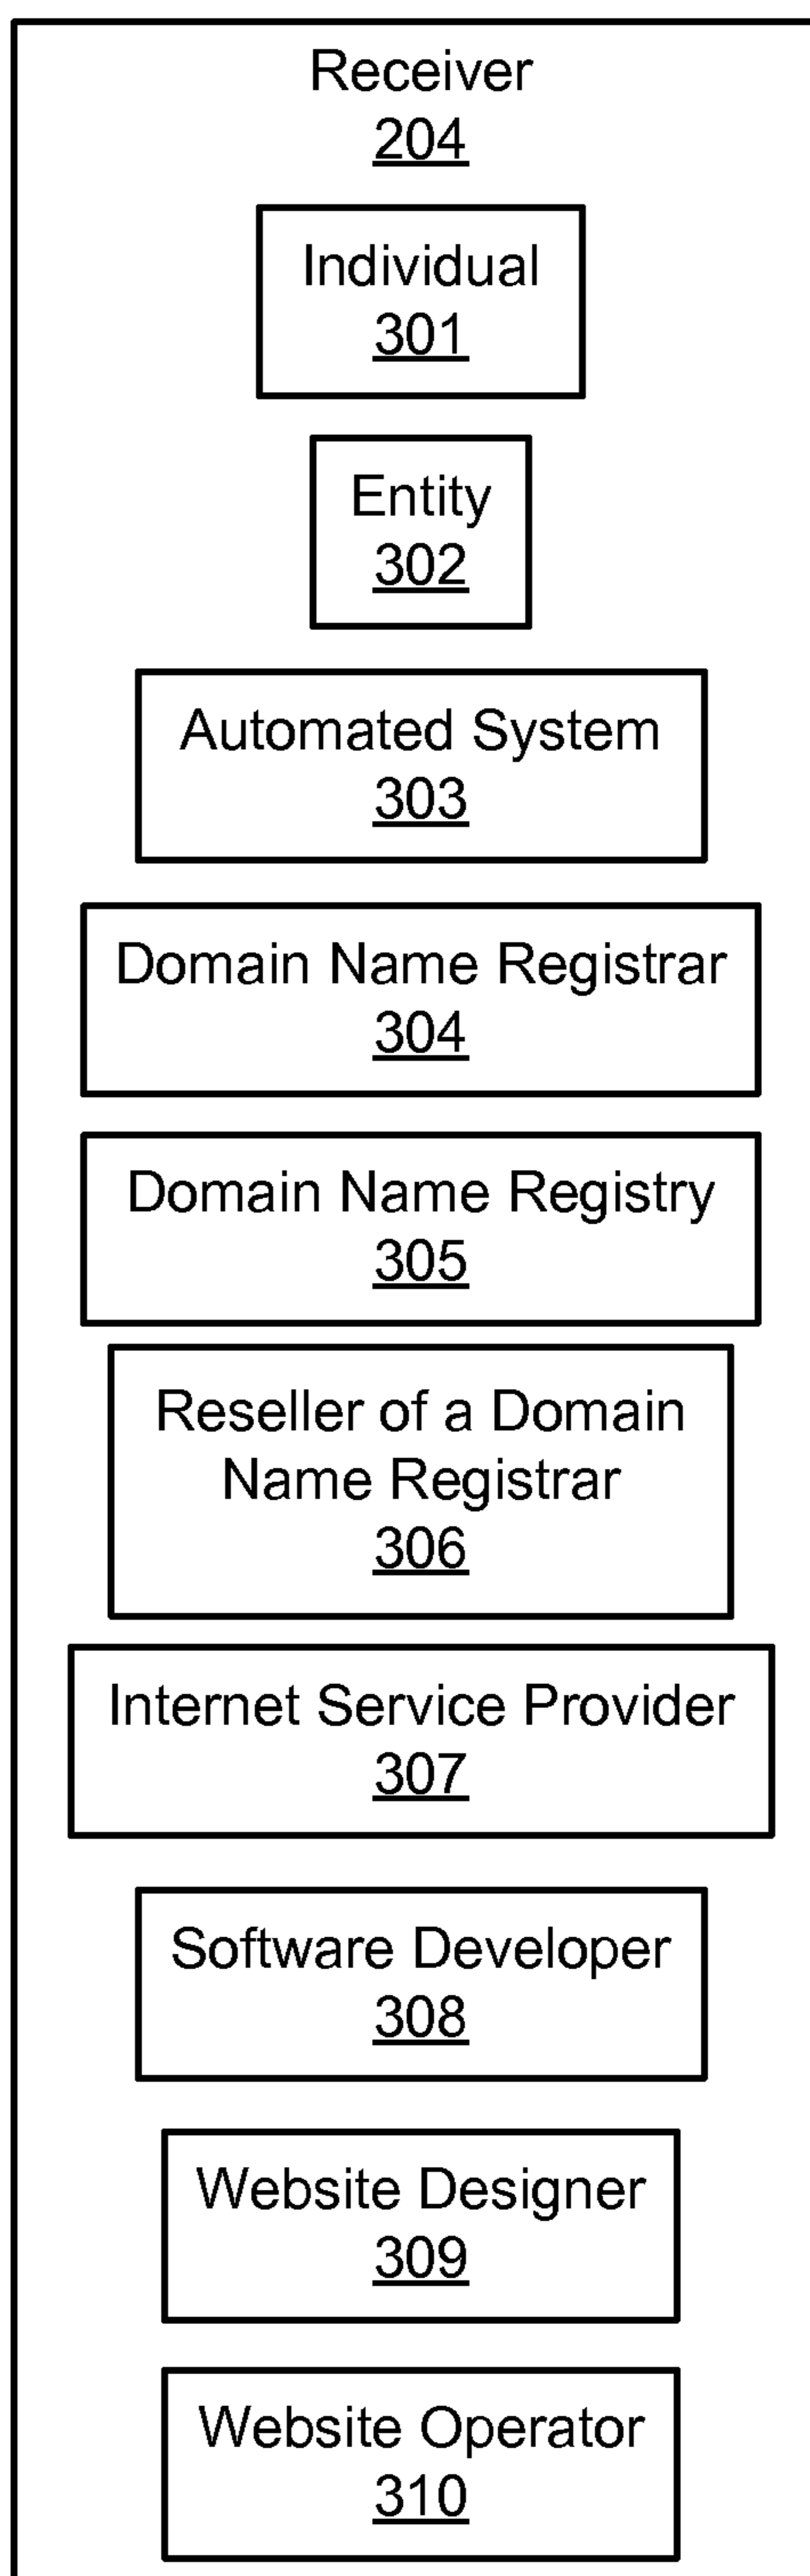 Receiver
204
Individual
301
Entity
302
Automated System
303
Domain Name Registrar
304
Domain Name Registry
305
Reseller of a Domain
Name Registrar
306
Internet Service Provider
307
Software Developer
308
Website Designer
309
Website Operator
310